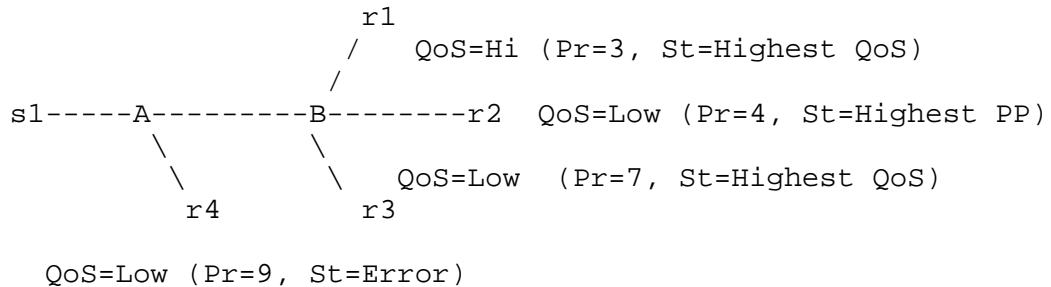 r1
QoS=Hi (Pr=3, St=Highest QoS)
s1-----A---------B--------r2 QoS=Low (Pr=4, St=Highest PP)
QoS=Low (Pr=7, St=Highest QoS)
r4 r3
QoS=Low (Pr=9, St=Error)